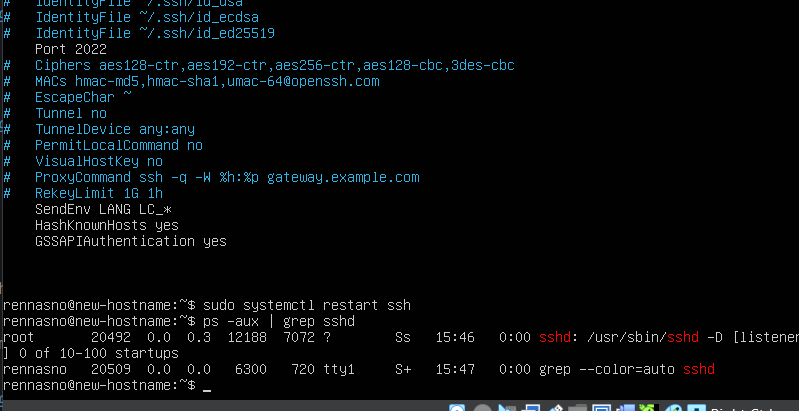 #   IdentityFile ~/.ssh/id_dsa
#   IdentityFile ~/.ssh/id_ecdsa
#   IdentityFile ~/.ssh/id_ed25519
    Port 2022
#   Ciphers aes128-ctr,aes192-ctr,aes256-ctr,aes128-cbc,3des-cbc
#   MACs hmac-md5,hmac-sha1,umac-64@openssh.com
#   EscapeChar ~
#   Tunnel no
#   TunnelDevice any:any
#   PermitLocalCommand no
#   VisualHostKey no
#   ProxyCommand ssh -q -W %h:%p gateway.example.com
#   RekeyLimit 1G 1h
    SendEnv LANG LC_*
    HashKnownHosts yes
    GSSAPIAuthentication yes
rennasno@new-hostname:~$ sudo systemctl restart ssh
rennasno@new-hostname:~$ ps -aux | grep sshd
root       20492  0.0  0.3  12188  7072 ?        Ss   15:46   0:00 sshd: /usr/sbin/sshd -D [listener
] 0 of 10-100 startups
rennasno   20509  0.0  0.0   6300   720 tty1     S+   15:47   0:00 grep --color=auto sshd
rennasno@new-hostname:~$ _